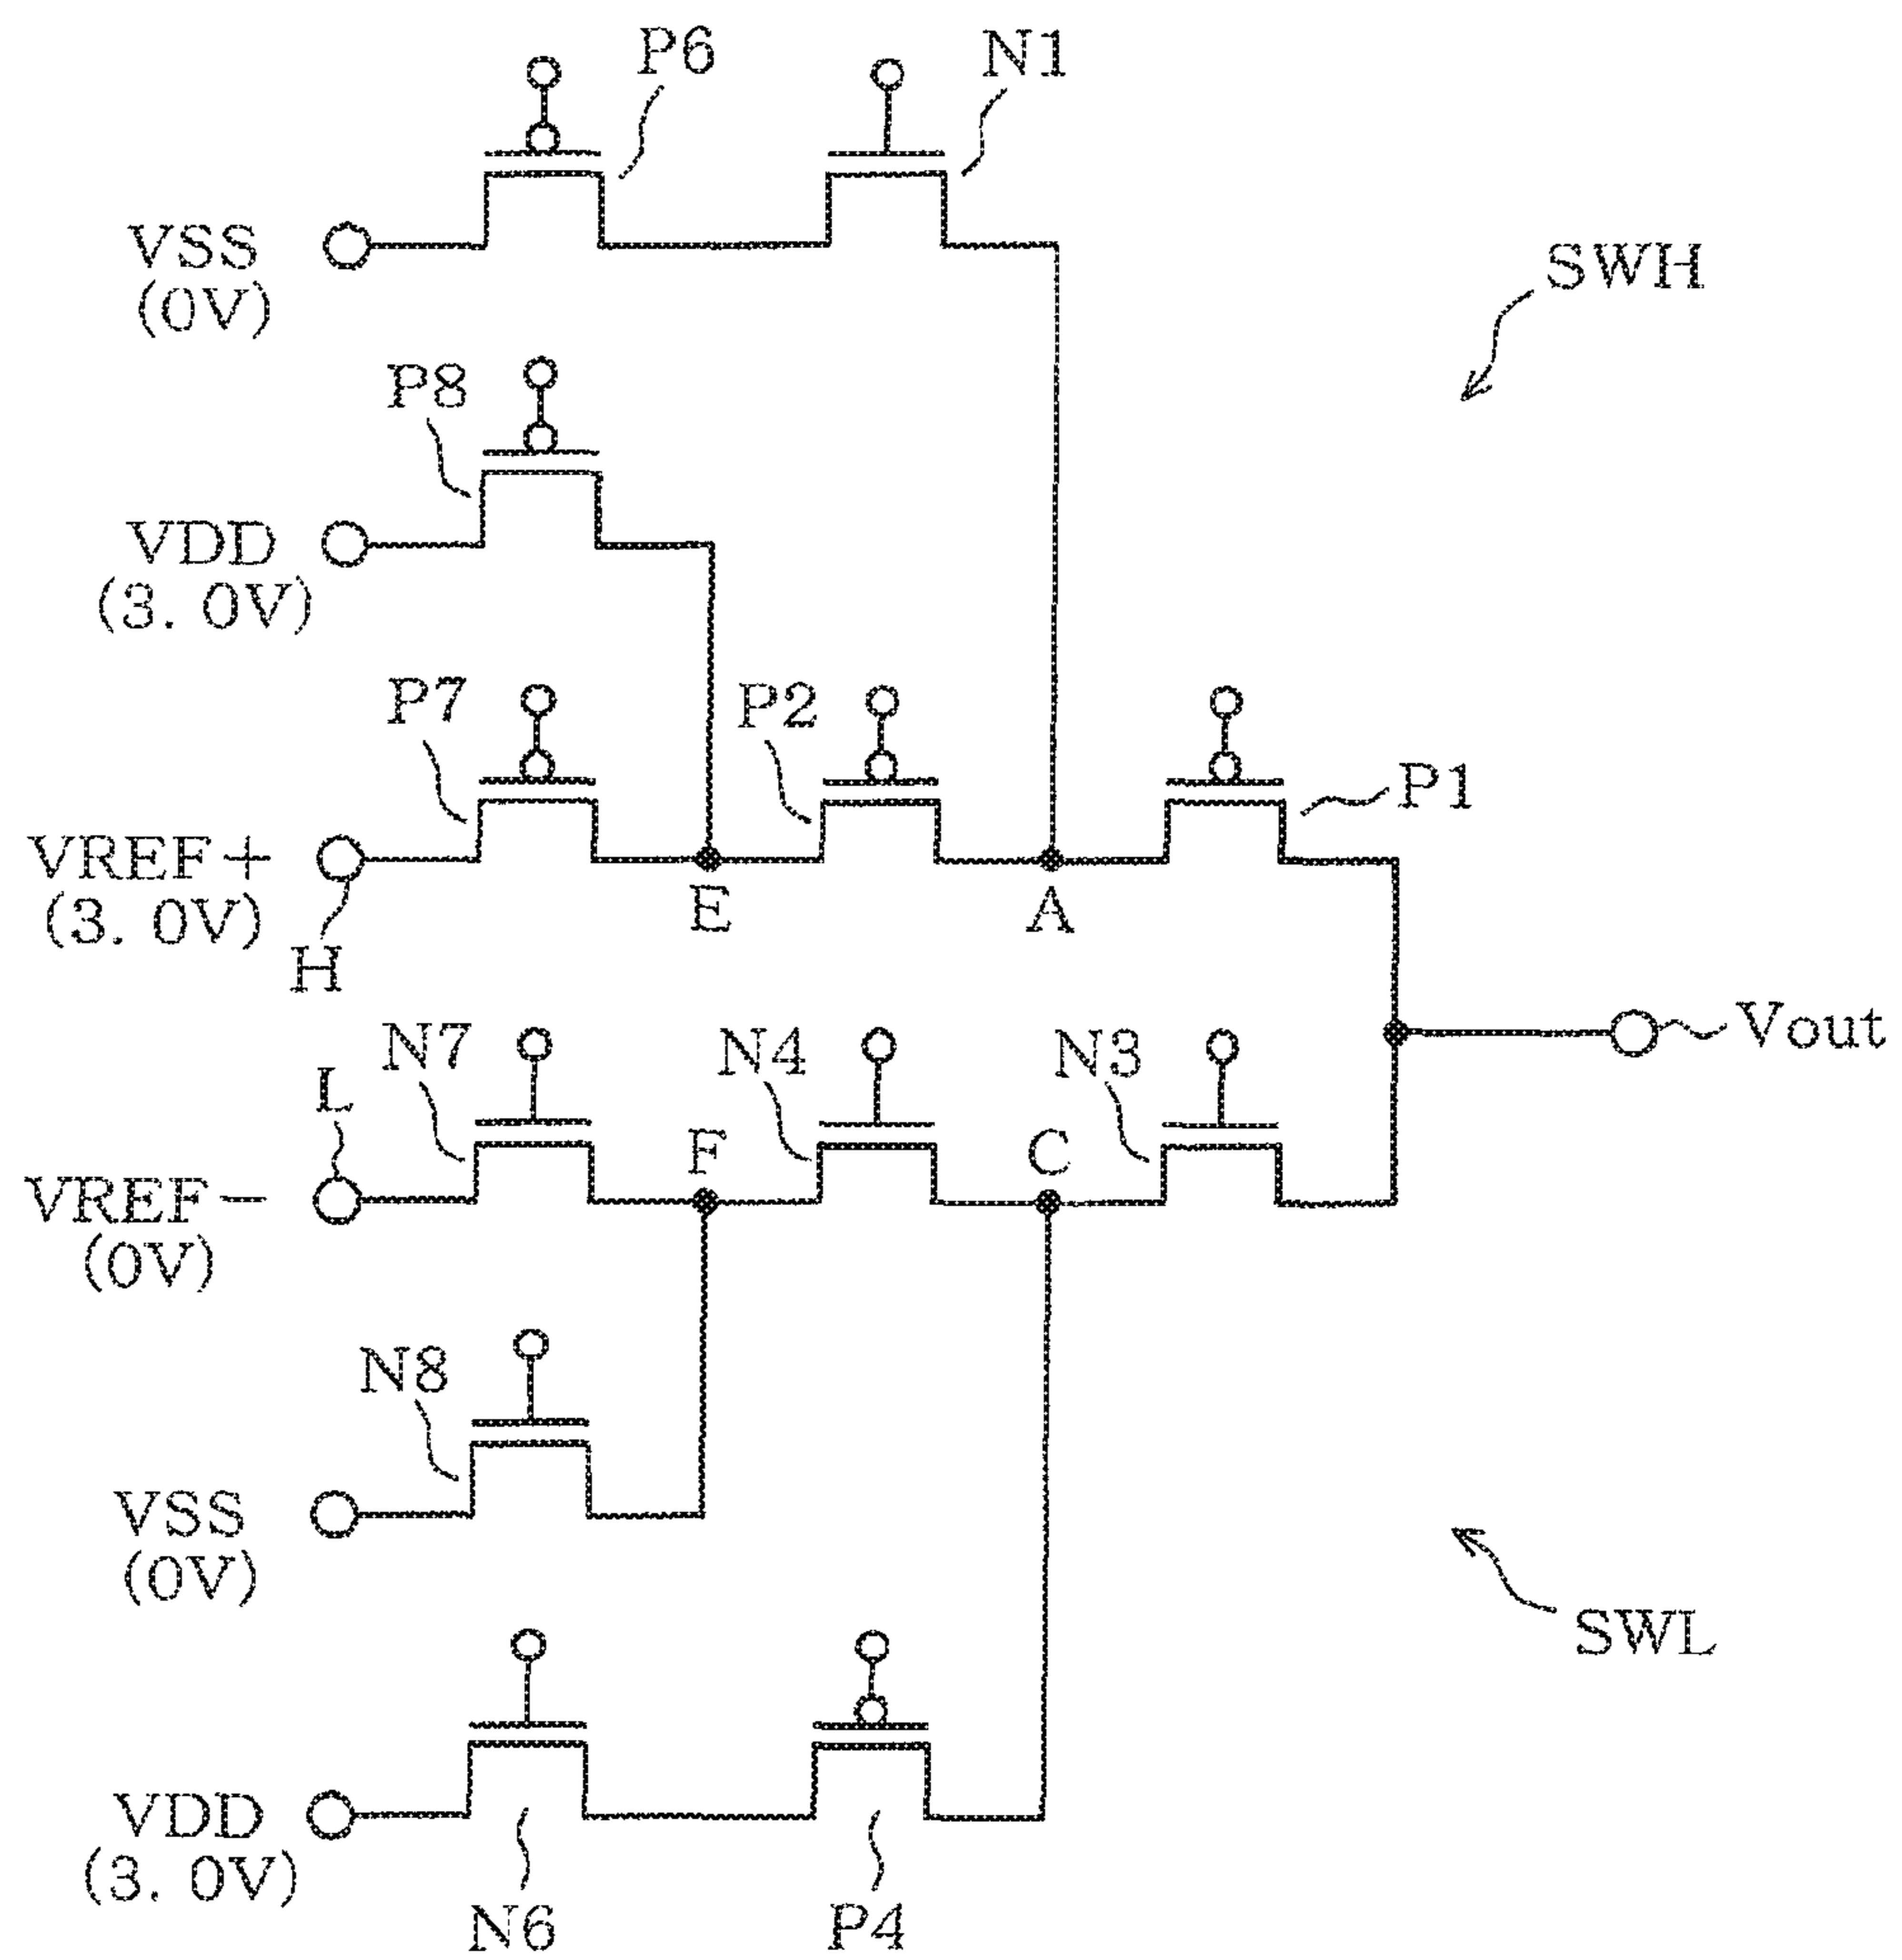 P6
N1
VSS
(0V)
SWH
P8
VDD
(3. 0V)
P7
P2
P1
VREF+
(3. 0V)
E
A
H
N7
N4
N3
Vout
L
F
C
VREF-
(0V)
N8
VSS
(0V)
SWL
VDD
(3. 0V)
N6
P4